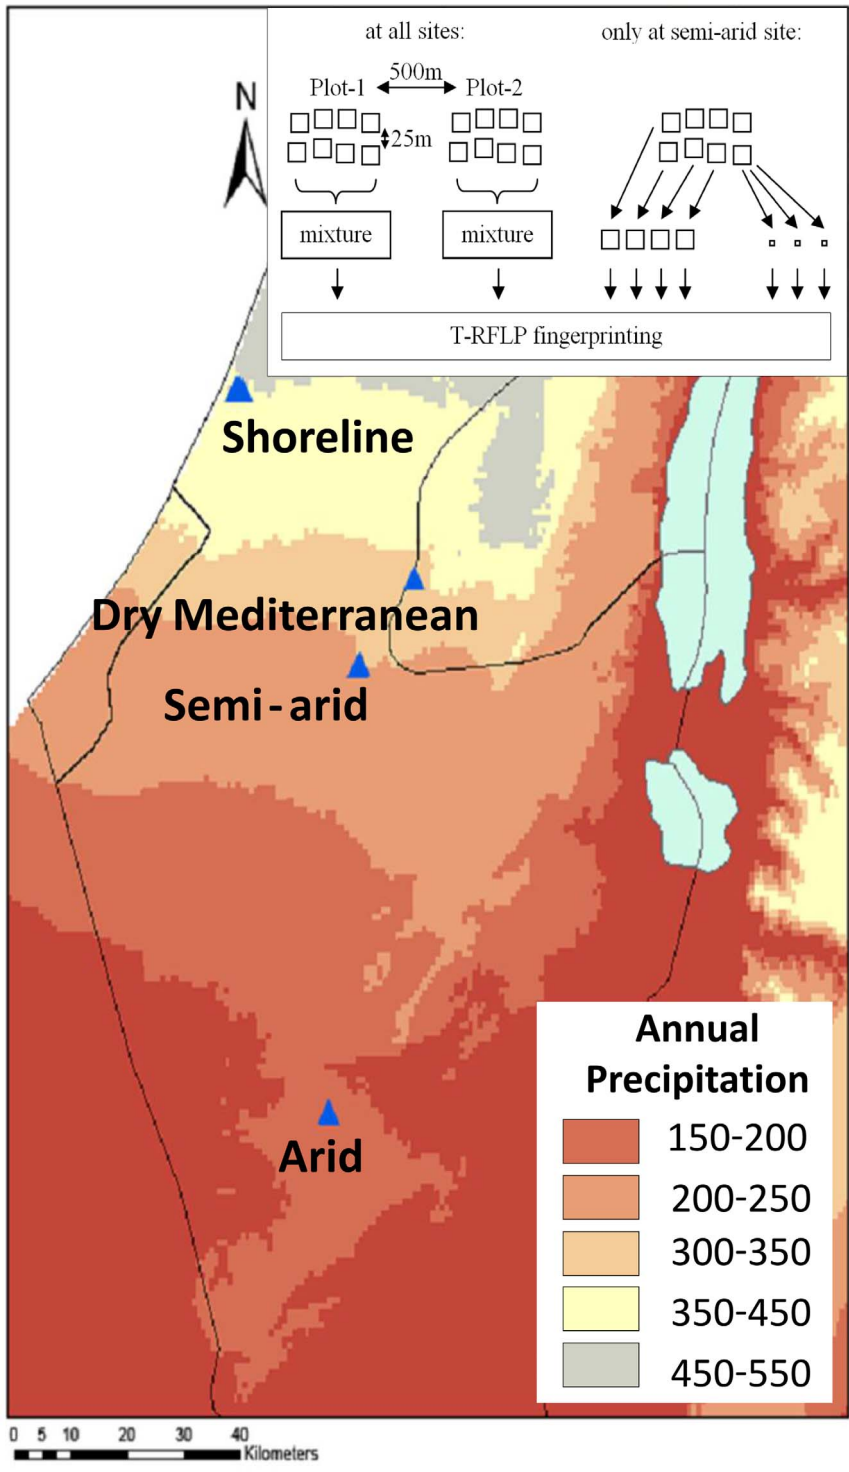 at all sites:
only at semi-arid site:
500m
Plot-1
Plot-2
N
25m
mixture
mixture
T-RFLP fingerprinting
Shoreline
Dry Mediterranean
Semi-arid
Arid
Annual
Precipitation
150-200
200-250
300-350
350-450
450-550
0 5 10 20 30 40
Kilometers